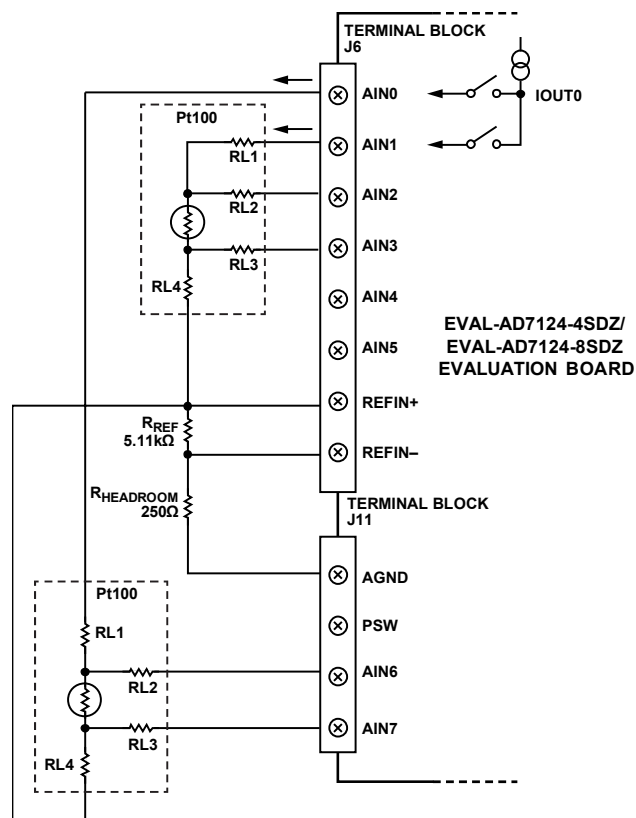 TERMINAL BLOCK
J6
AIN0
IOUT0
Pt100
RL1
AIN1
RL2
AIN2
RL3
AIN3
RL4
AIN4
AIN5
EVAL-AD7124-4SDZ/
EVAL-AD7124-8SDZ
EVALUATION BOARD
REFIN+
RREF
5.11kΩ
REFIN–
RHEADROOM
250Ω
TERMINAL BLOCK
J11
AGND
Pt100
PSW
RL1
RL2
AIN6
RL3
AIN7
RL4